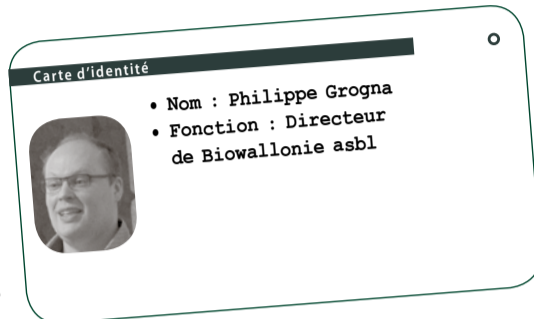 Carte d'identité
• Nom : Philippe Grogna
• Fonction : Directeur
de Biowallonie asbl